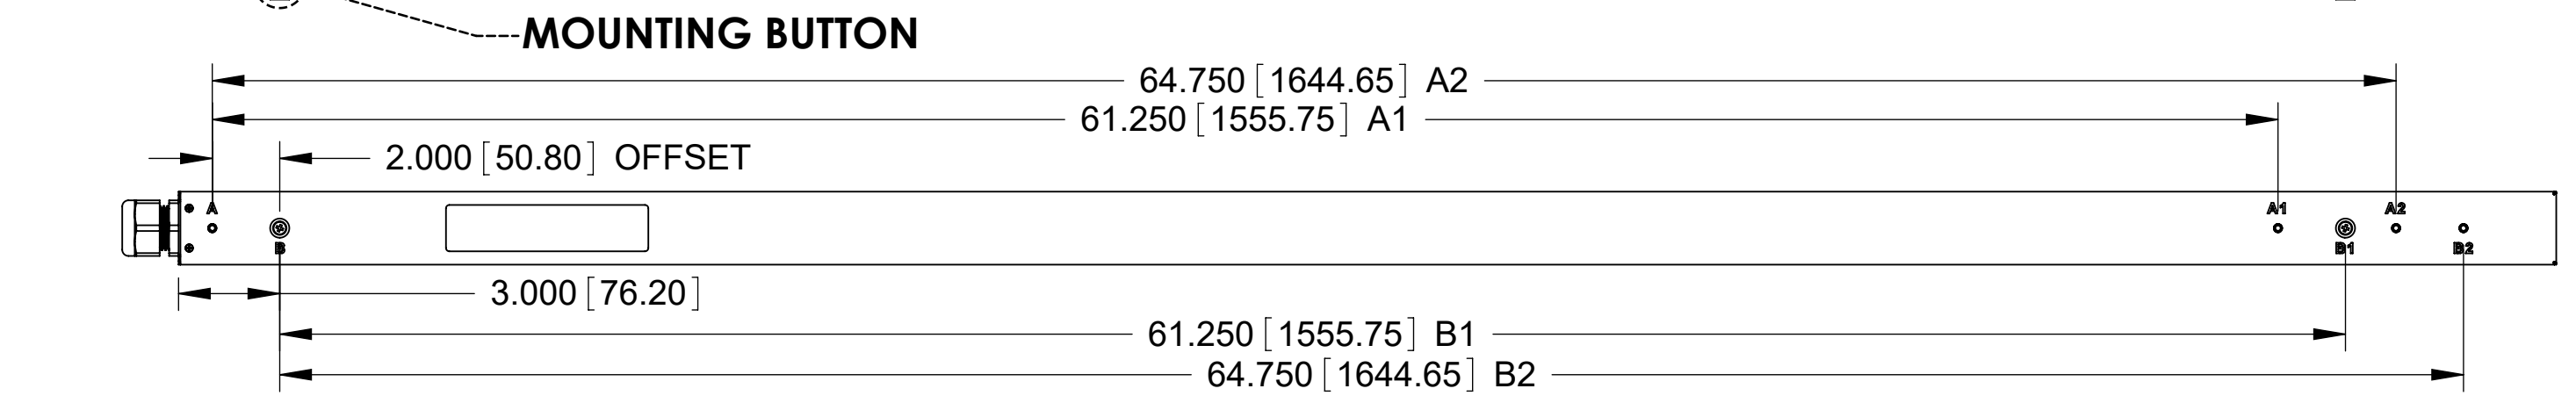 MOUNTING BUTTON
64.750 [1644.65] A2
61.250 [1555.75] A1
2.000 [50.80] OFFSET
A
A1
A2
B
B1
B2
3.000 [76.20]
61.250 [1555.75] B1
64.750 [1644.65] B2